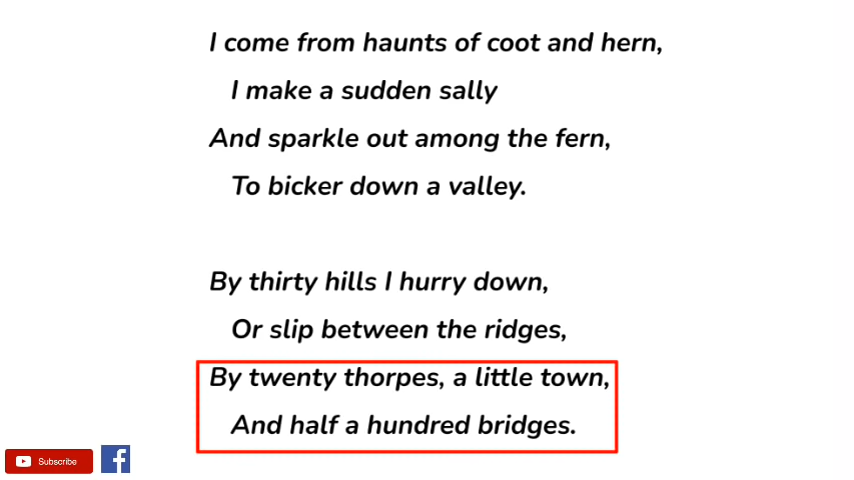 I come from haunts of coot and hern,
I make a sudden sally
And sparkle out among the fern,
To bicker down a valley.
By thirty hills I hurry down,
Or slip between the ridges,
By twenty thorpes, a little town,
And half a hundred bridges.
Subscribe